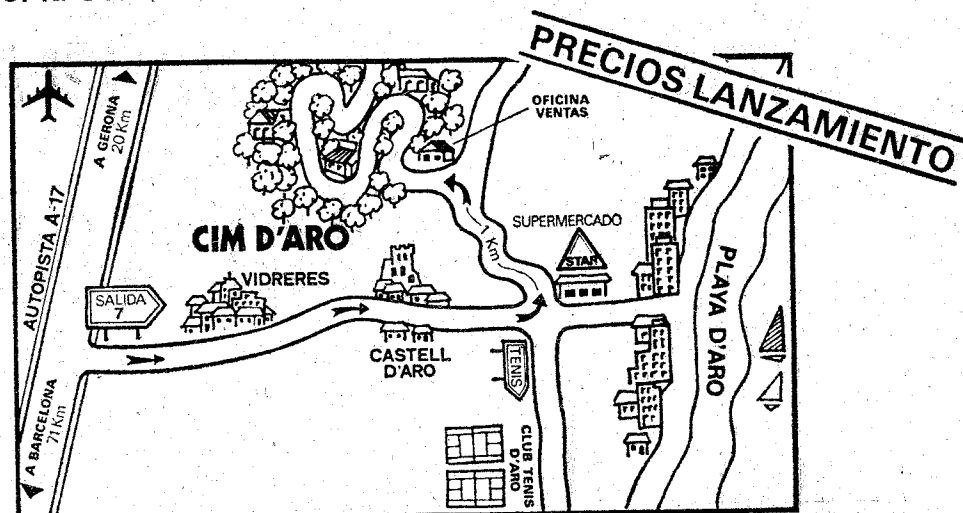 PRECIOS LANZAMIENTO
A GERONA
20 Km
OFICINA
VENTAS
AUTOPISTA A-17
CIM D'ARO
1 Km
SUPERMERCADO
STAR
SALIDA
7
VIDRERES
CASTELL
D'ARO
TENIS
PLAYA D'ARO
A BARCELONA
71 Km
CLUB TENIS
D'ARO